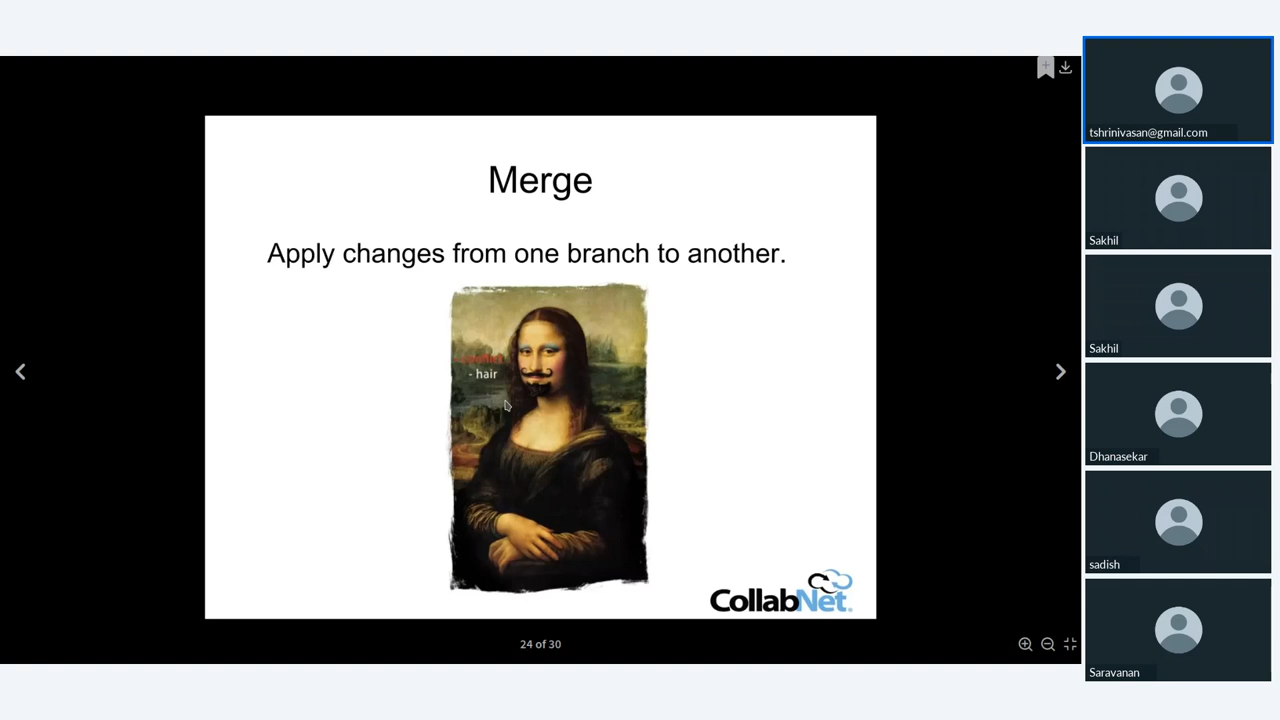 Merge
Apply changes from one branch to another.
- hair
CollabNet
24 of 30
tshrinivasan@gmail.com
Sakhil
Sakhil
Dhanasekar
sadish
Saravanan